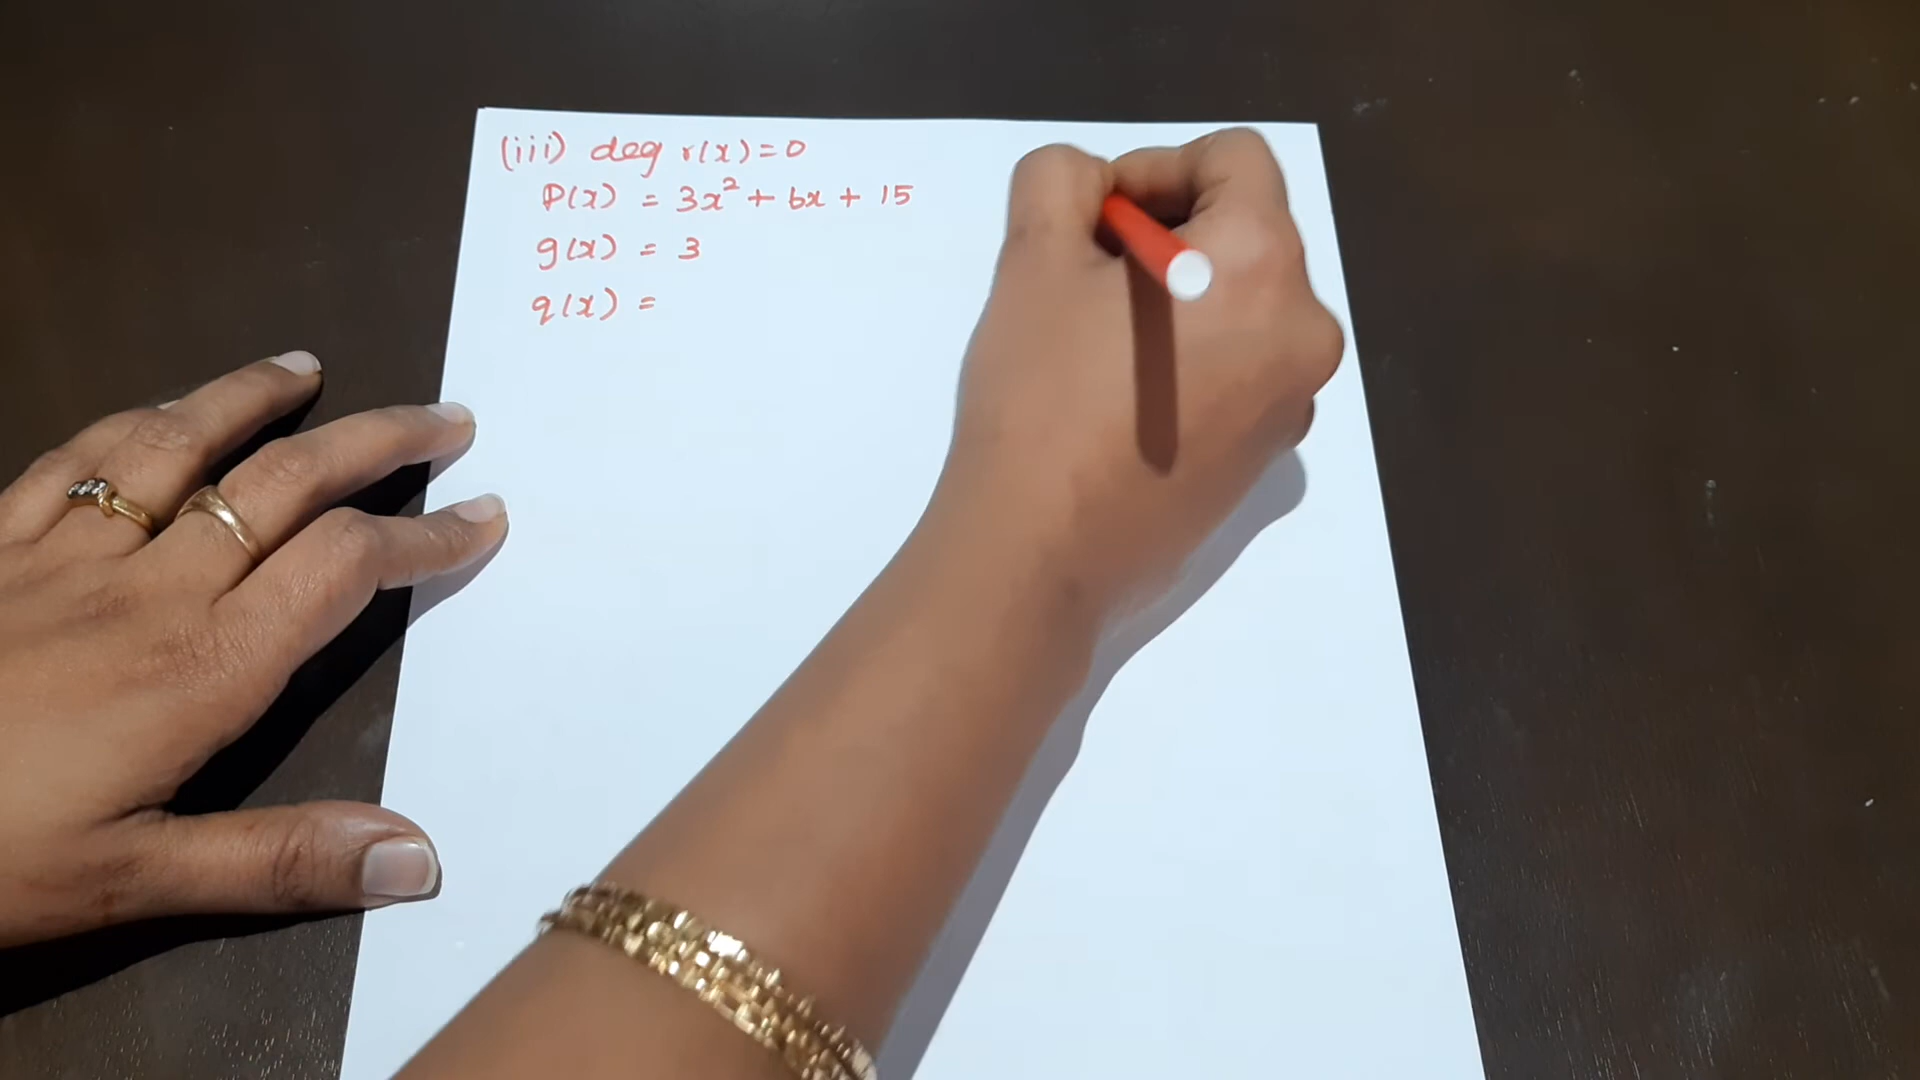 (iii) deg r(x) = 0
P(x) = 3x² + 6x + 15
g(x) = 3
q(x) =